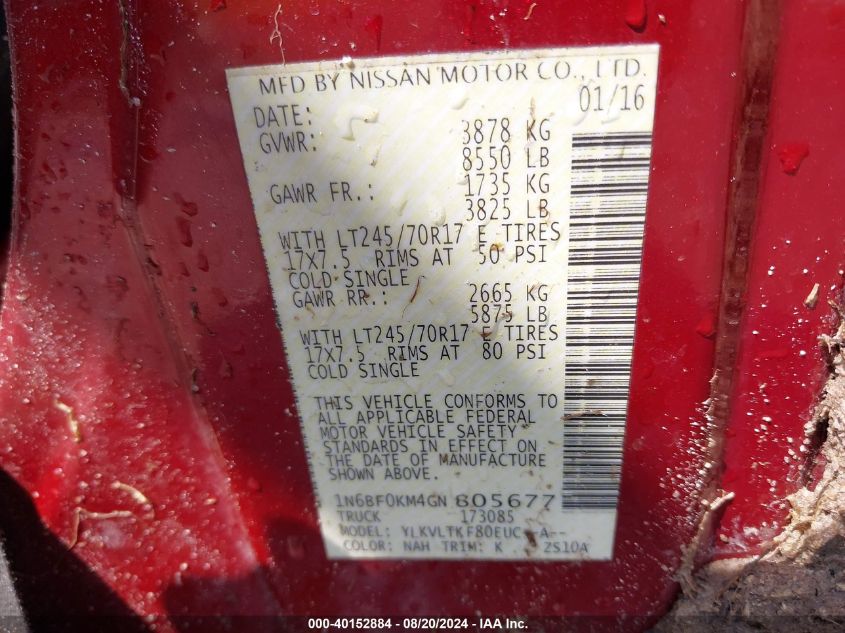 MFD BY NISSAN MOTOR CO., LTD.
DATE: 01/16
GVWR: 3878 KG
8550 LB
GAWR FR.: 1735 KG
3825 LB
WITH LT245/70R17 E TIRES
17X7.5 RIMS AT 50 PSI
COLD SINGLE
GAWR RR.: 2665 KG
5875 LB
WITH LT245/70R17 E TIRES
17X7.5 RIMS AT 80 PSI
COLD SINGLE
THIS VEHICLE CONFORMS TO
ALL APPLICABLE FEDERAL
MOTOR VEHICLE SAFETY
STANDARDS IN EFFECT ON
THE DATE OF MANUFACTURE
SHOWN ABOVE.
1N6BF0KM4GN 805677
TRUCK 173085
MODEL: A--
COLOR: NAH TRIM: K ZS10A
000-40152884 - 08/20/2024 - IAA Inc.